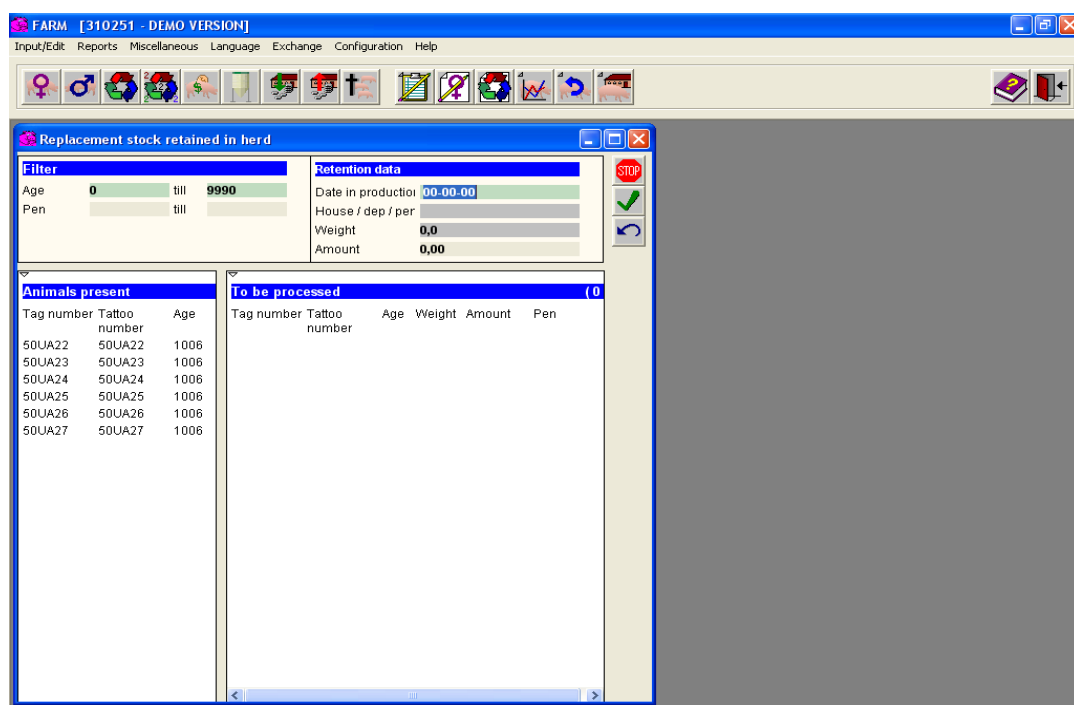 FARM [310251 - DEMO VERSION]
Input/Edit Reports Miscellaneous Language Exchange Configuration Help
Replacement stock retained in herd
Filter
Age 0 till 9990
Pen till
Retention data
Date in production 00-00-00
House / dep / per
Weight 0,0
Amount 0,00
STOP
Animals present
Tag number Tattoo number Age
50UA22 50UA22 1006
50UA23 50UA23 1006
50UA24 50UA24 1006
50UA25 50UA25 1006
50UA26 50UA26 1006
50UA27 50UA27 1006
To be processed (0
Tag number Tattoo number Age Weight Amount Pen